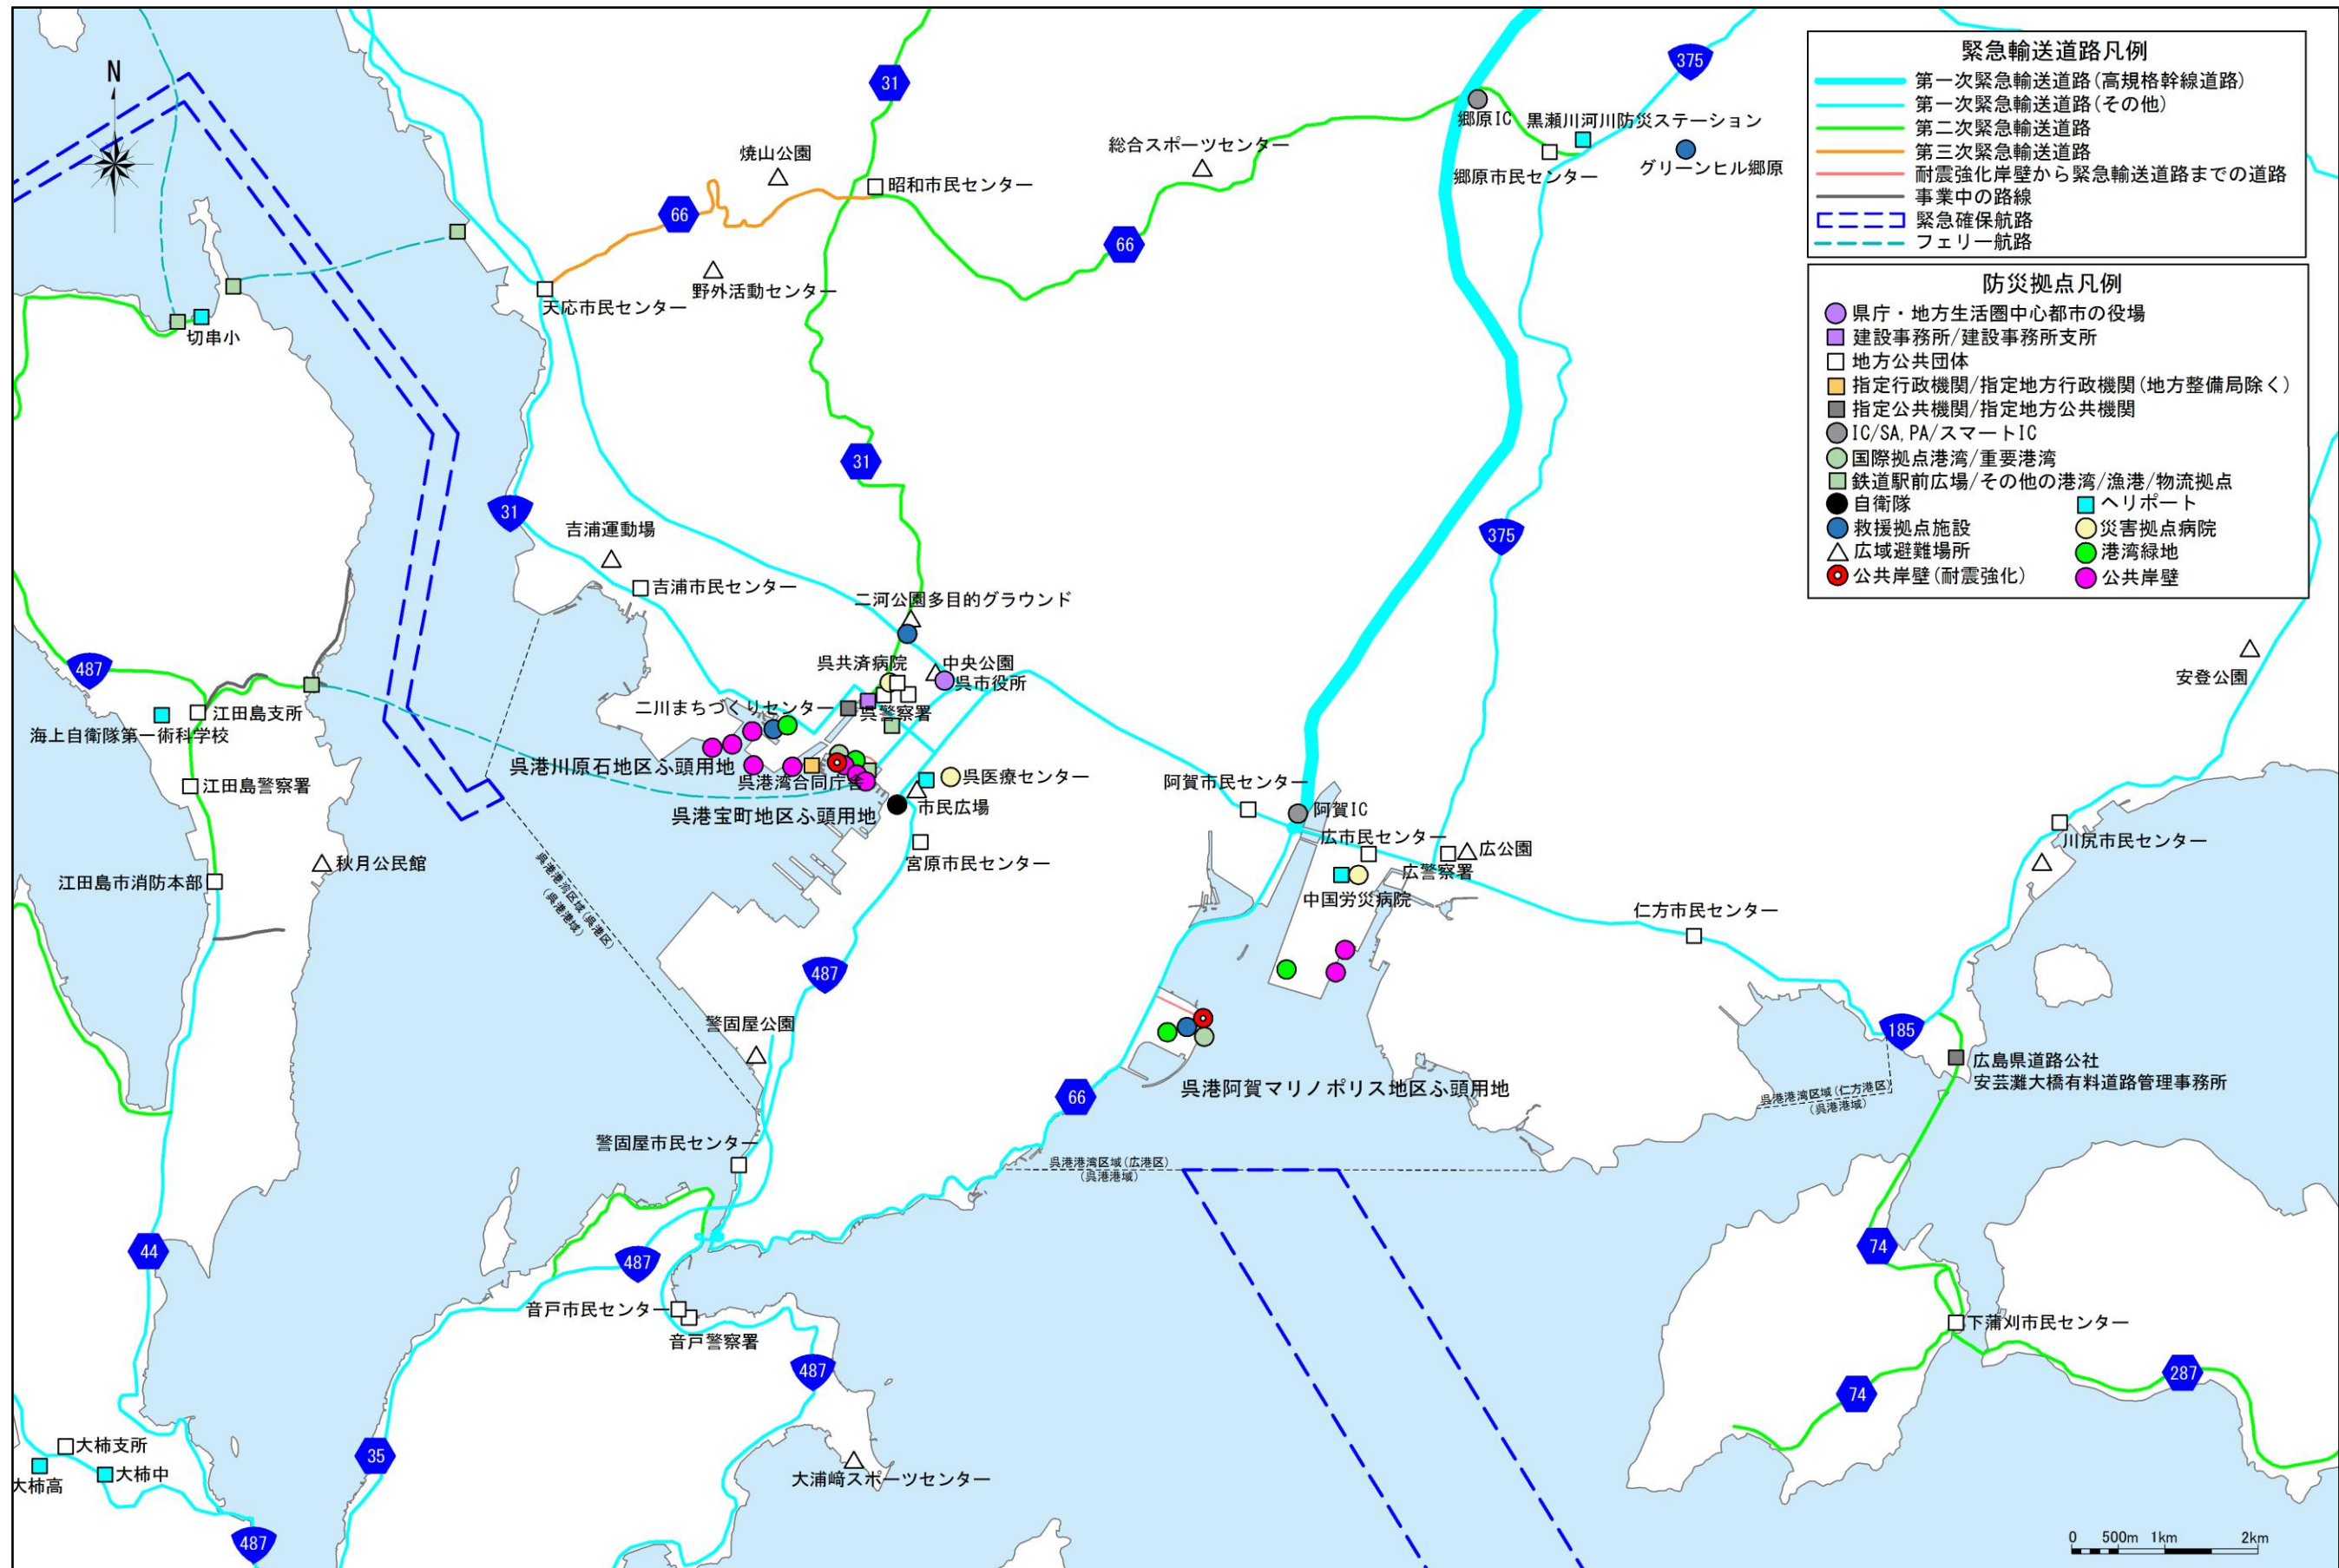 N
31
375
緊急輸送道路凡例
第一次緊急輸送道路(高規格幹線道路)
第一次緊急輸送道路(その他)
第二次緊急輸送道路
第三次緊急輸送道路
耐震強化岸壁から緊急輸送道路までの道路
事業中の路線
緊急確保航路
フェリー航路
防災拠点凡例
県庁・地方生活圏中心都市の役場
建設事務所/建設事務所支所
地方公共団体
指定行政機関/指定地方行政機関(地方整備局除く)
指定公共機関/指定地方公共機関
IC/SA,PA/スマートIC
国際拠点港湾/重要港湾
鉄道駅前広場/その他の港湾/漁港/物流拠点
自衛隊
ヘリポート
救援拠点施設
災害拠点病院
広域避難場所
港湾緑地
公共岸壁(耐震強化)
公共岸壁
郷原IC
黒瀬川河川防災ステーション
総合スポーツセンター
焼山公園
グリーンヒル郷原
郷原市民センター
昭和市民センター
66
66
野外活動センター
天応市民センター
切串小
31
31
375
吉浦運動場
吉浦市民センター
二河公園多目的グラウンド
487
呉共済病院
中央公園
呉市役所
安登公園
二川まちづくりセンター
呉警察署
江田島支所
海上自衛隊第一術科学校
呉港川原石地区ふ頭用地
呉港湾合同庁舎
呉医療センター
江田島警察署
阿賀市民センター
阿賀IC
市民広場
呉港宝町地区ふ頭用地
広市民センター
川尻市民センター
広公園
宮原市民センター
秋月公民館
広警察署
江田島市消防本部
中国労災病院
呉港港湾区域(呉港区)
(呉港港域)
仁方市民センター
487
警固屋公園
185
広島県道路公社
安芸灘大橋有料道路管理事務所
呉港阿賀マリノポリス地区ふ頭用地
66
呉港港湾区域(仁方港区)
(呉港港域)
警固屋市民センター
呉港港湾区域(広港区)
(呉港港域)
44
487
74
音戸市民センター
音戸警察署
下蒲刈市民センター
487
287
74
大柿支所
35
大柿中
大柿高
大浦﨑スポーツセンター
487
0 500m 1km 2km